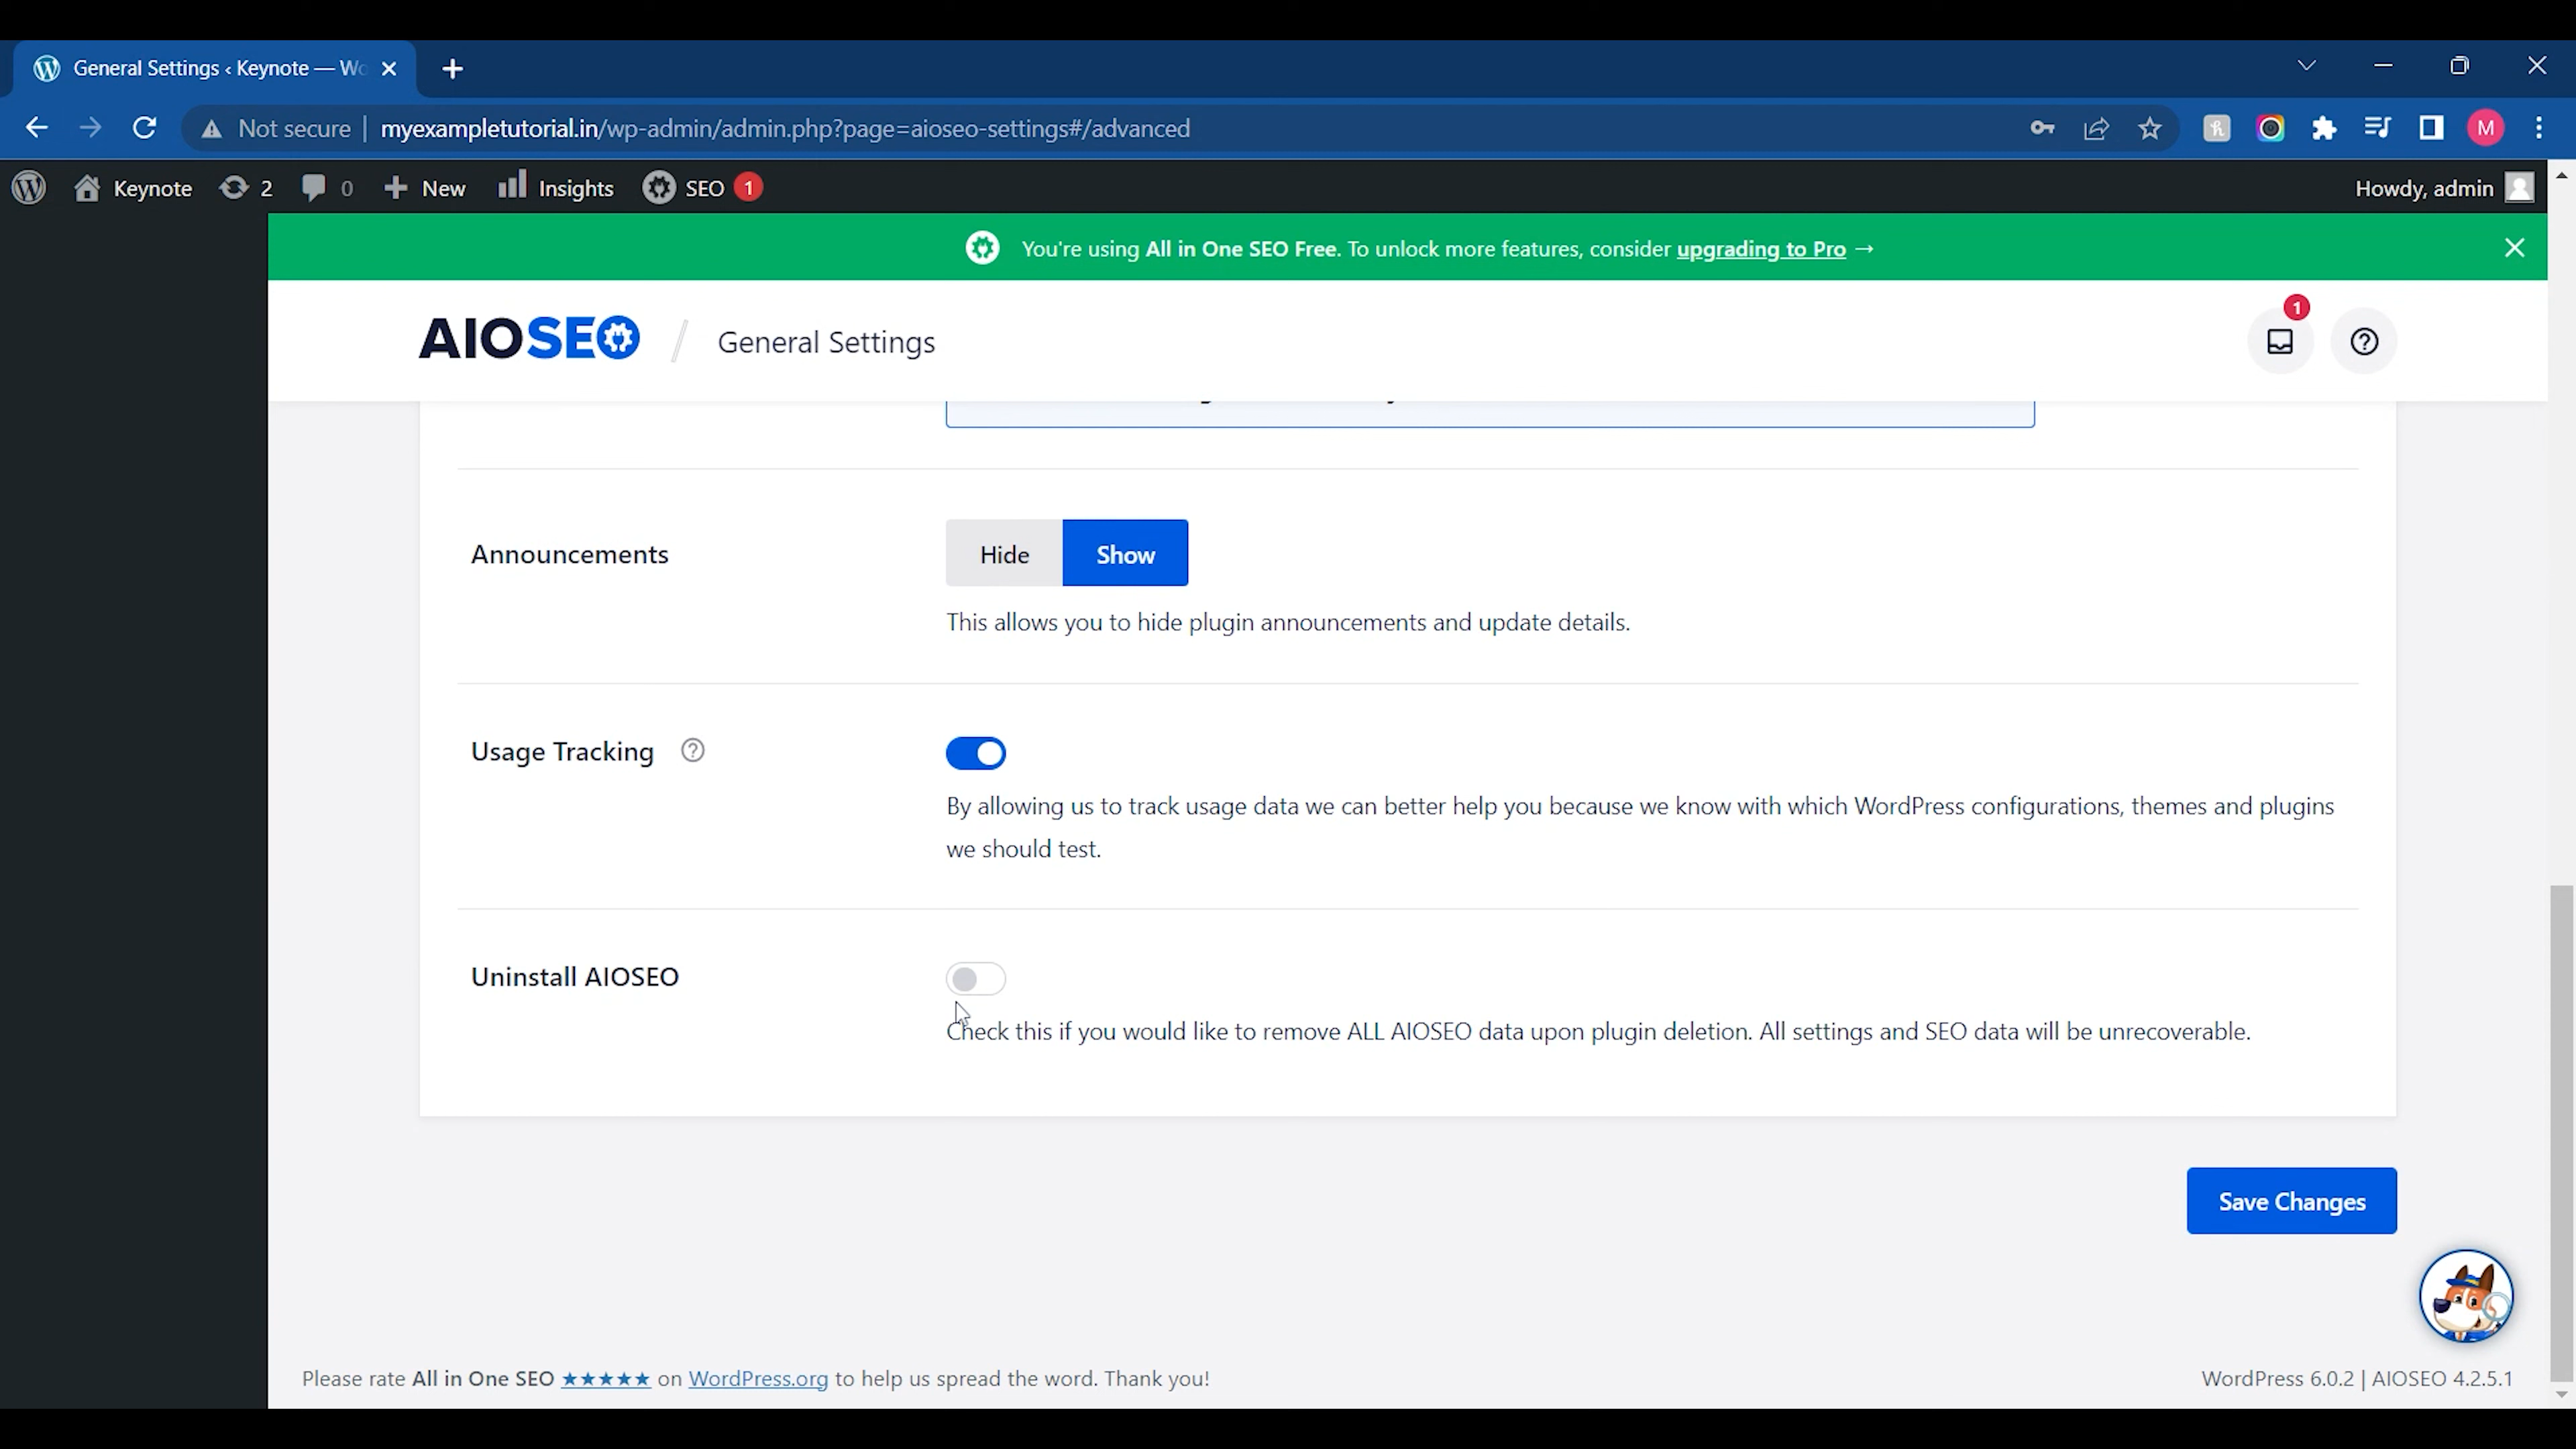 General Settings ‹ Keynote — Wo
Not secure myexampletutorial.in/wp-admin/admin.php?page=aioseo-settings#/advanced
M
Keynote 2 0 New Insights SEO 1 Howdy, admin
You're using All in One SEO Free. To unlock more features, consider upgrading to Pro →
AIOSEO / General Settings 1
Announcements Hide Show
This allows you to hide plugin announcements and update details.
Usage Tracking
By allowing us to track usage data we can better help you because we know with which WordPress configurations, themes and plugins
we should test.
Uninstall AIOSEO
Check this if you would like to remove ALL AIOSEO data upon plugin deletion. All settings and SEO data will be unrecoverable.
Save Changes
Please rate All in One SEO ★★★★★ on WordPress.org to help us spread the word. Thank you! WordPress 6.0.2 | AIOSEO 4.2.5.1